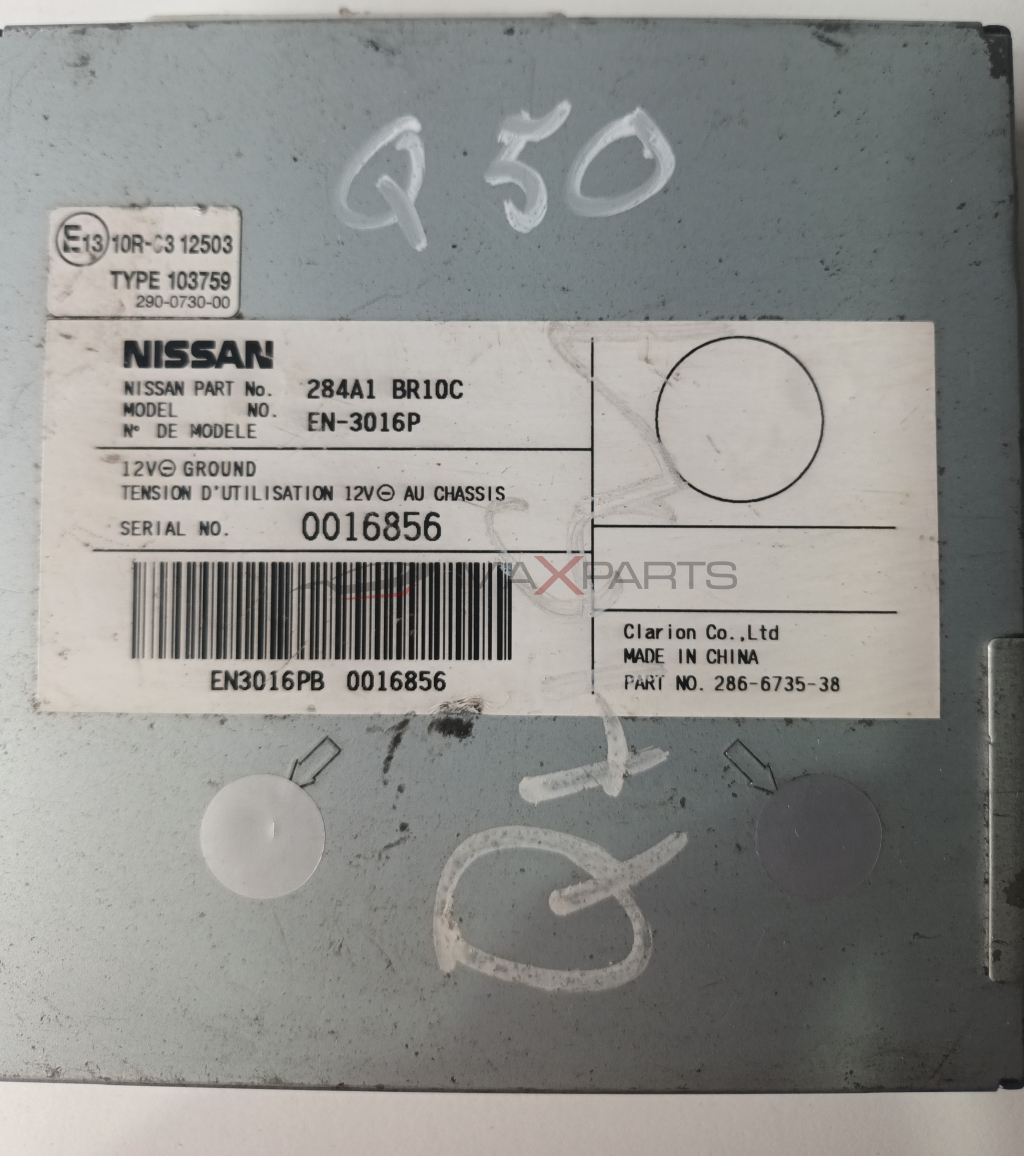 Q50
E13 10R-03 12503
TYPE 103759
290-0730-00
NISSAN
NISSAN PART No. 284A1 BR10C
MODEL NO. EN-3016P
N° DE MODELE
12V⊖ GROUND
TENSION D'UTILISATION 12V⊖ AU CHASSIS
SERIAL NO. 0016856
MAXPARTS
EN3016PB 0016856
Clarion Co.,Ltd
MADE IN CHINA
PART NO. 286-6735-38